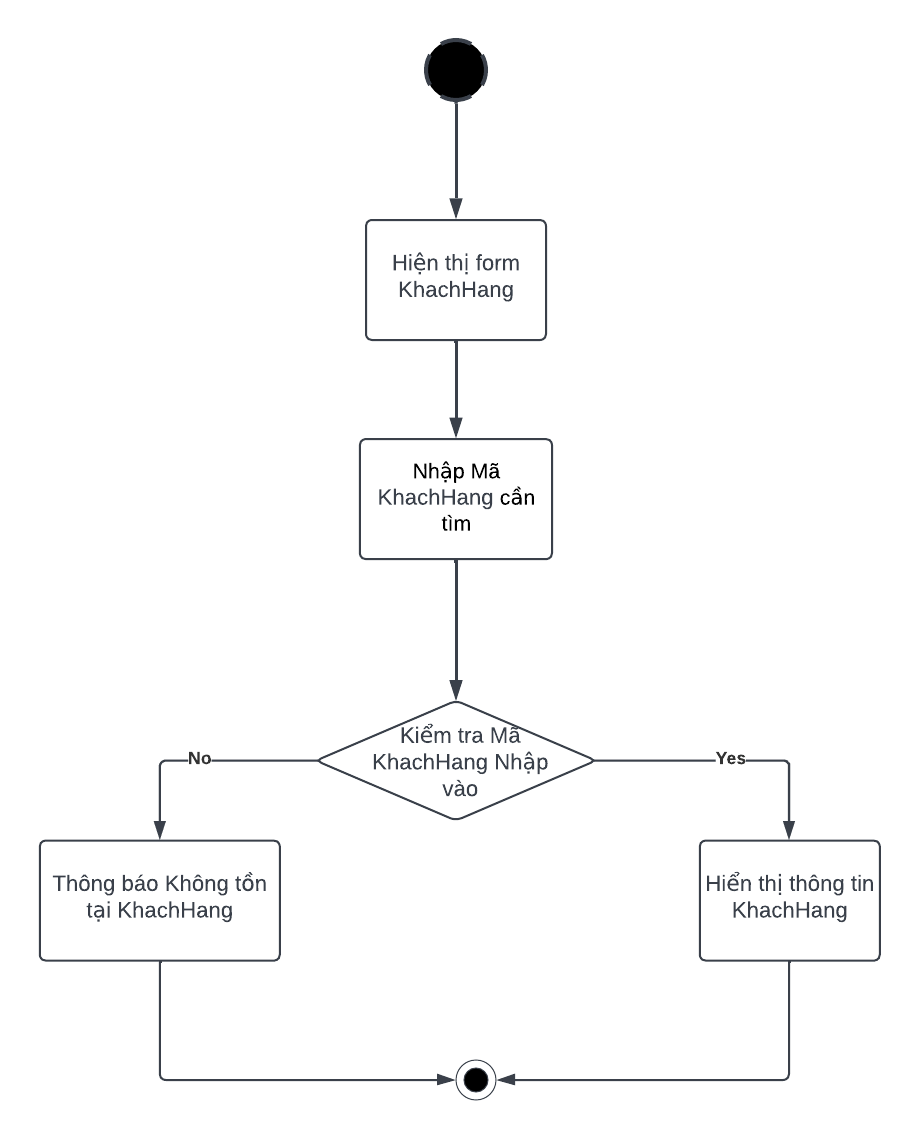 Hiện thị form
KhachHang
Nhập Mã
KhachHang cần
tìm
Kiểm tra Mã
KhachHang Nhập
vào
No
Yes
Thông báo Không tồn
tại KhachHang
Hiển thị thông tin
KhachHang